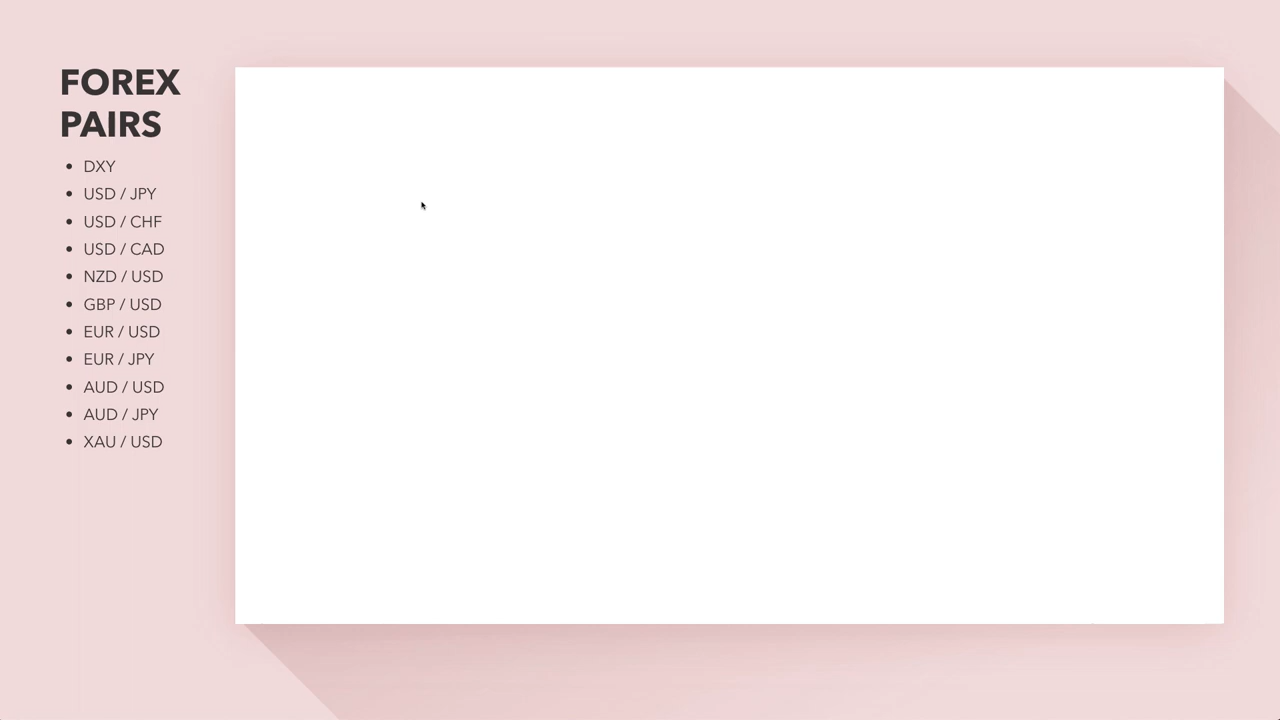 FOREX
PAIRS
• DXY
• USD / JPY
• USD / CHF
• USD / CAD
• NZD / USD
• GBP / USD
• EUR / USD
• EUR / JPY
• AUD / USD
• AUD / JPY
• XAU / USD